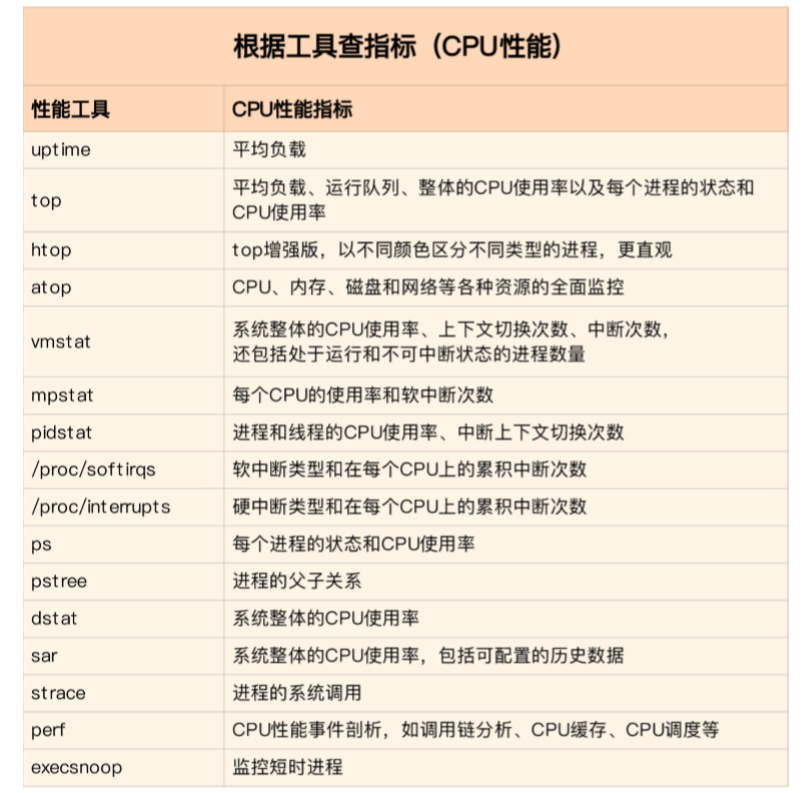 根据工具查指标（CPU性能）
性能工具 CPU性能指标
uptime 平均负载
top 平均负载、运行队列、整体的CPU使用率以及每个进程的状态和
CPU使用率
htop top增强版，以不同颜色区分不同类型的进程，更直观
atop CPU、内存、磁盘和网络等各种资源的全面监控
vmstat 系统整体的CPU使用率、上下文切换次数、中断次数，
还包括处于运行和不可中断状态的进程数量
mpstat 每个CPU的使用率和软中断次数
pidstat 进程和线程的CPU使用率、中断上下文切换次数
/proc/softirqs 软中断类型和在每个CPU上的累积中断次数
/proc/interrupts 硬中断类型和在每个CPU上的累积中断次数
ps 每个进程的状态和CPU使用率
pstree 进程的父子关系
dstat 系统整体的CPU使用率
sar 系统整体的CPU使用率，包括可配置的历史数据
strace 进程的系统调用
perf CPU性能事件剖析，如调用链分析、CPU缓存、CPU调度等
execsnoop 监控短时进程